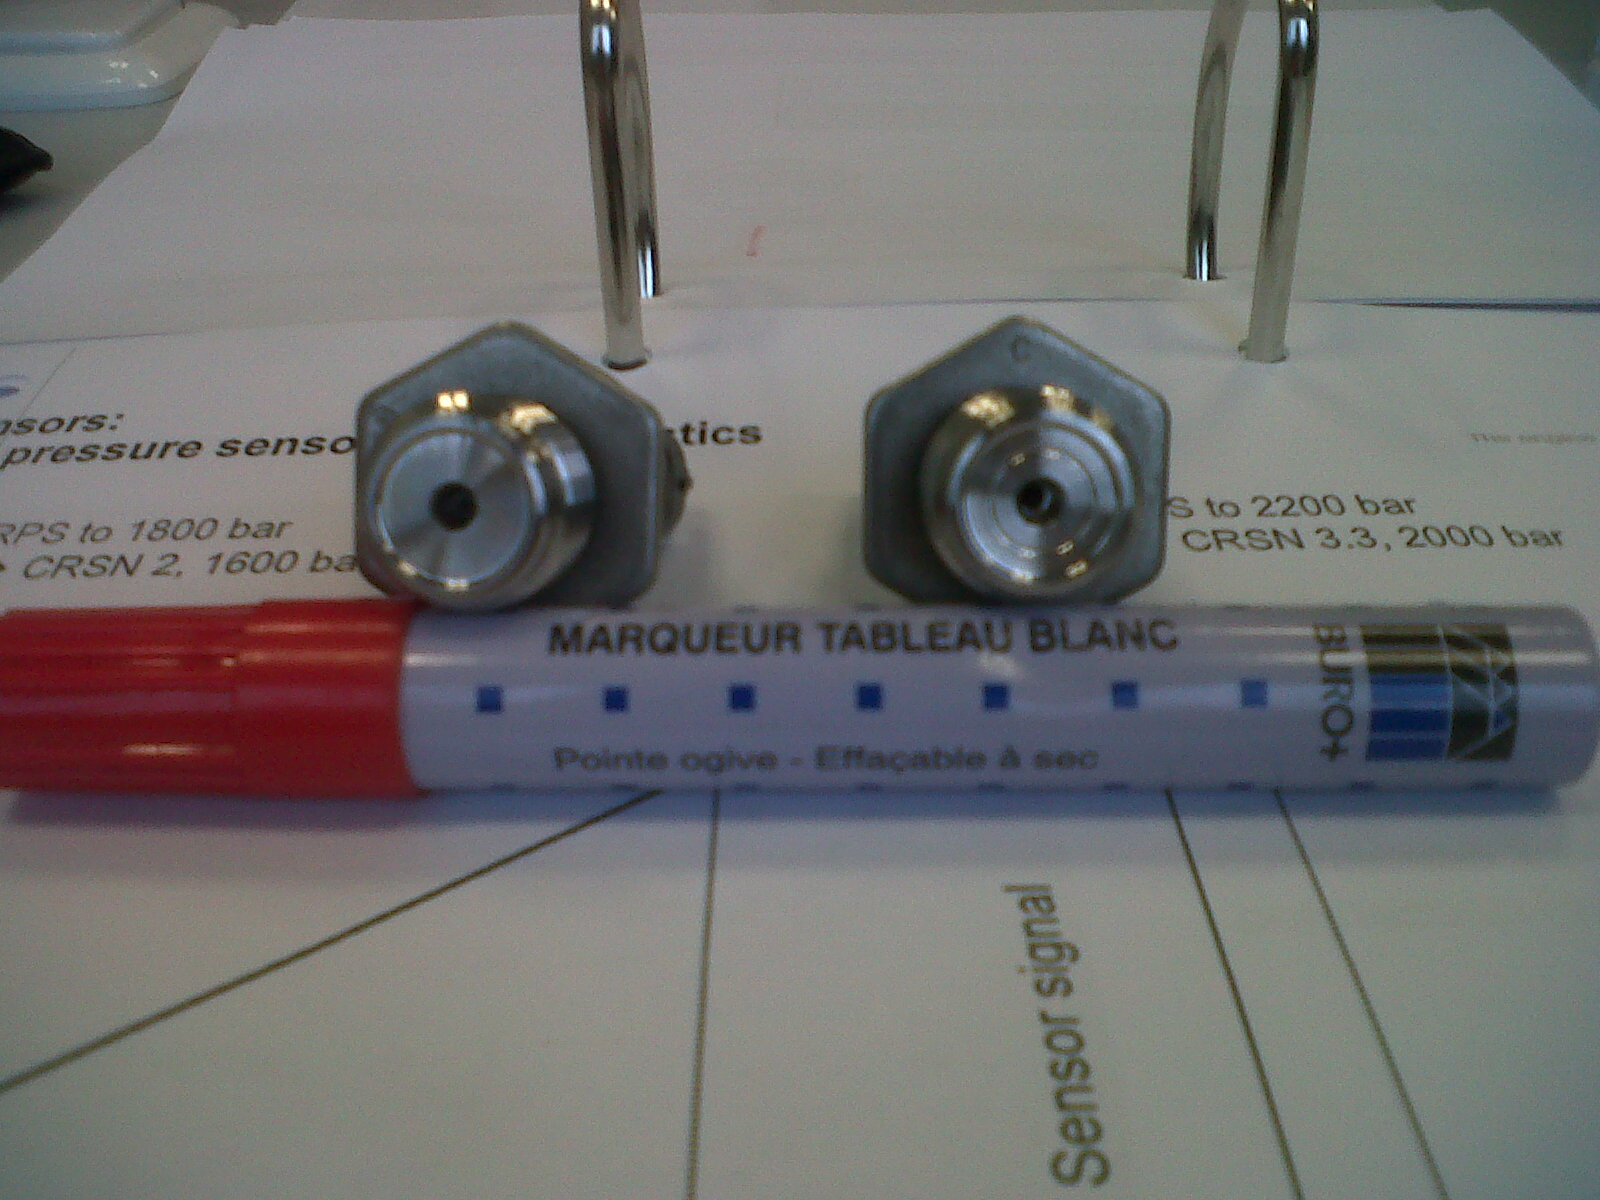 nsors:
pressure senso
tics
RPS to 1800 bar
CRSN 2, 1600 ba
S to 2200 bar
CRSN 3.3, 2000 bar
C
MARQUEUR TABLEAU BLANC
Pointe ogive - Effaçable à sec
BURO+
Sensor signal